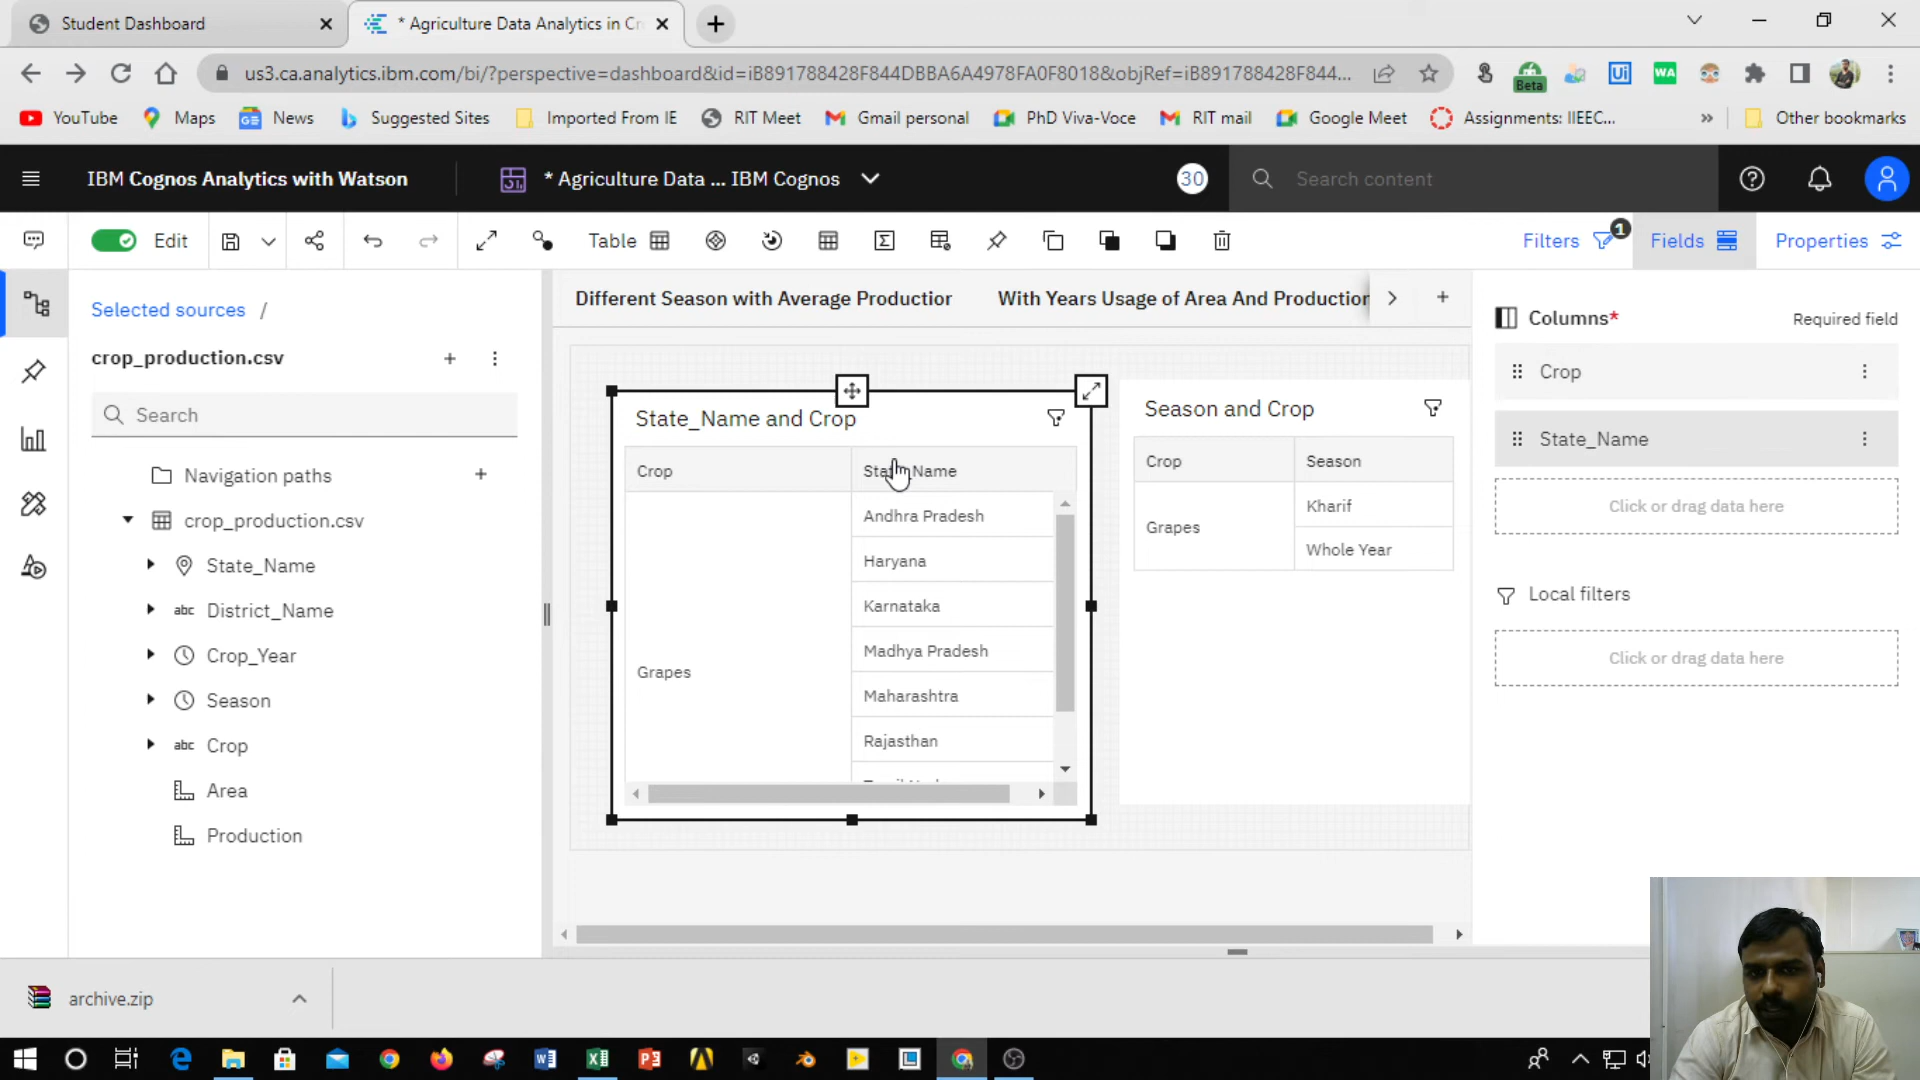 Student Dashboard
* Agriculture Data Analytics in Cr
us3.ca.analytics.ibm.com/bi/?perspective=dashboard&id=iB891788428F844DBBA6A4978FA0F8018&objRef=iB891788428F844...
Beta
Ui
WA
YouTube
Maps
News
Suggested Sites
Imported From IE
RIT Meet
Gmail personal
PhD Viva-Voce
RIT mail
Google Meet
Assignments: IIEEC...
»
Other bookmarks
IBM Cognos Analytics with Watson
* Agriculture Data ... IBM Cognos
30
Search content
Edit
Table
Filters
1
Fields
Properties
Selected sources /
crop_production.csv
Search
Navigation paths
crop_production.csv
State_Name
abc District_Name
Crop_Year
Season
abc Crop
Area
Production
Different Season with Average Production
With Years Usage of Area And Production
State_Name and Crop
Crop
State_Name
Grapes
Andhra Pradesh
Haryana
Karnataka
Madhya Pradesh
Maharashtra
Rajasthan
Season and Crop
Crop
Season
Grapes
Kharif
Whole Year
Columns*
Required field
Crop
State_Name
Click or drag data here
Local filters
Click or drag data here
archive.zip